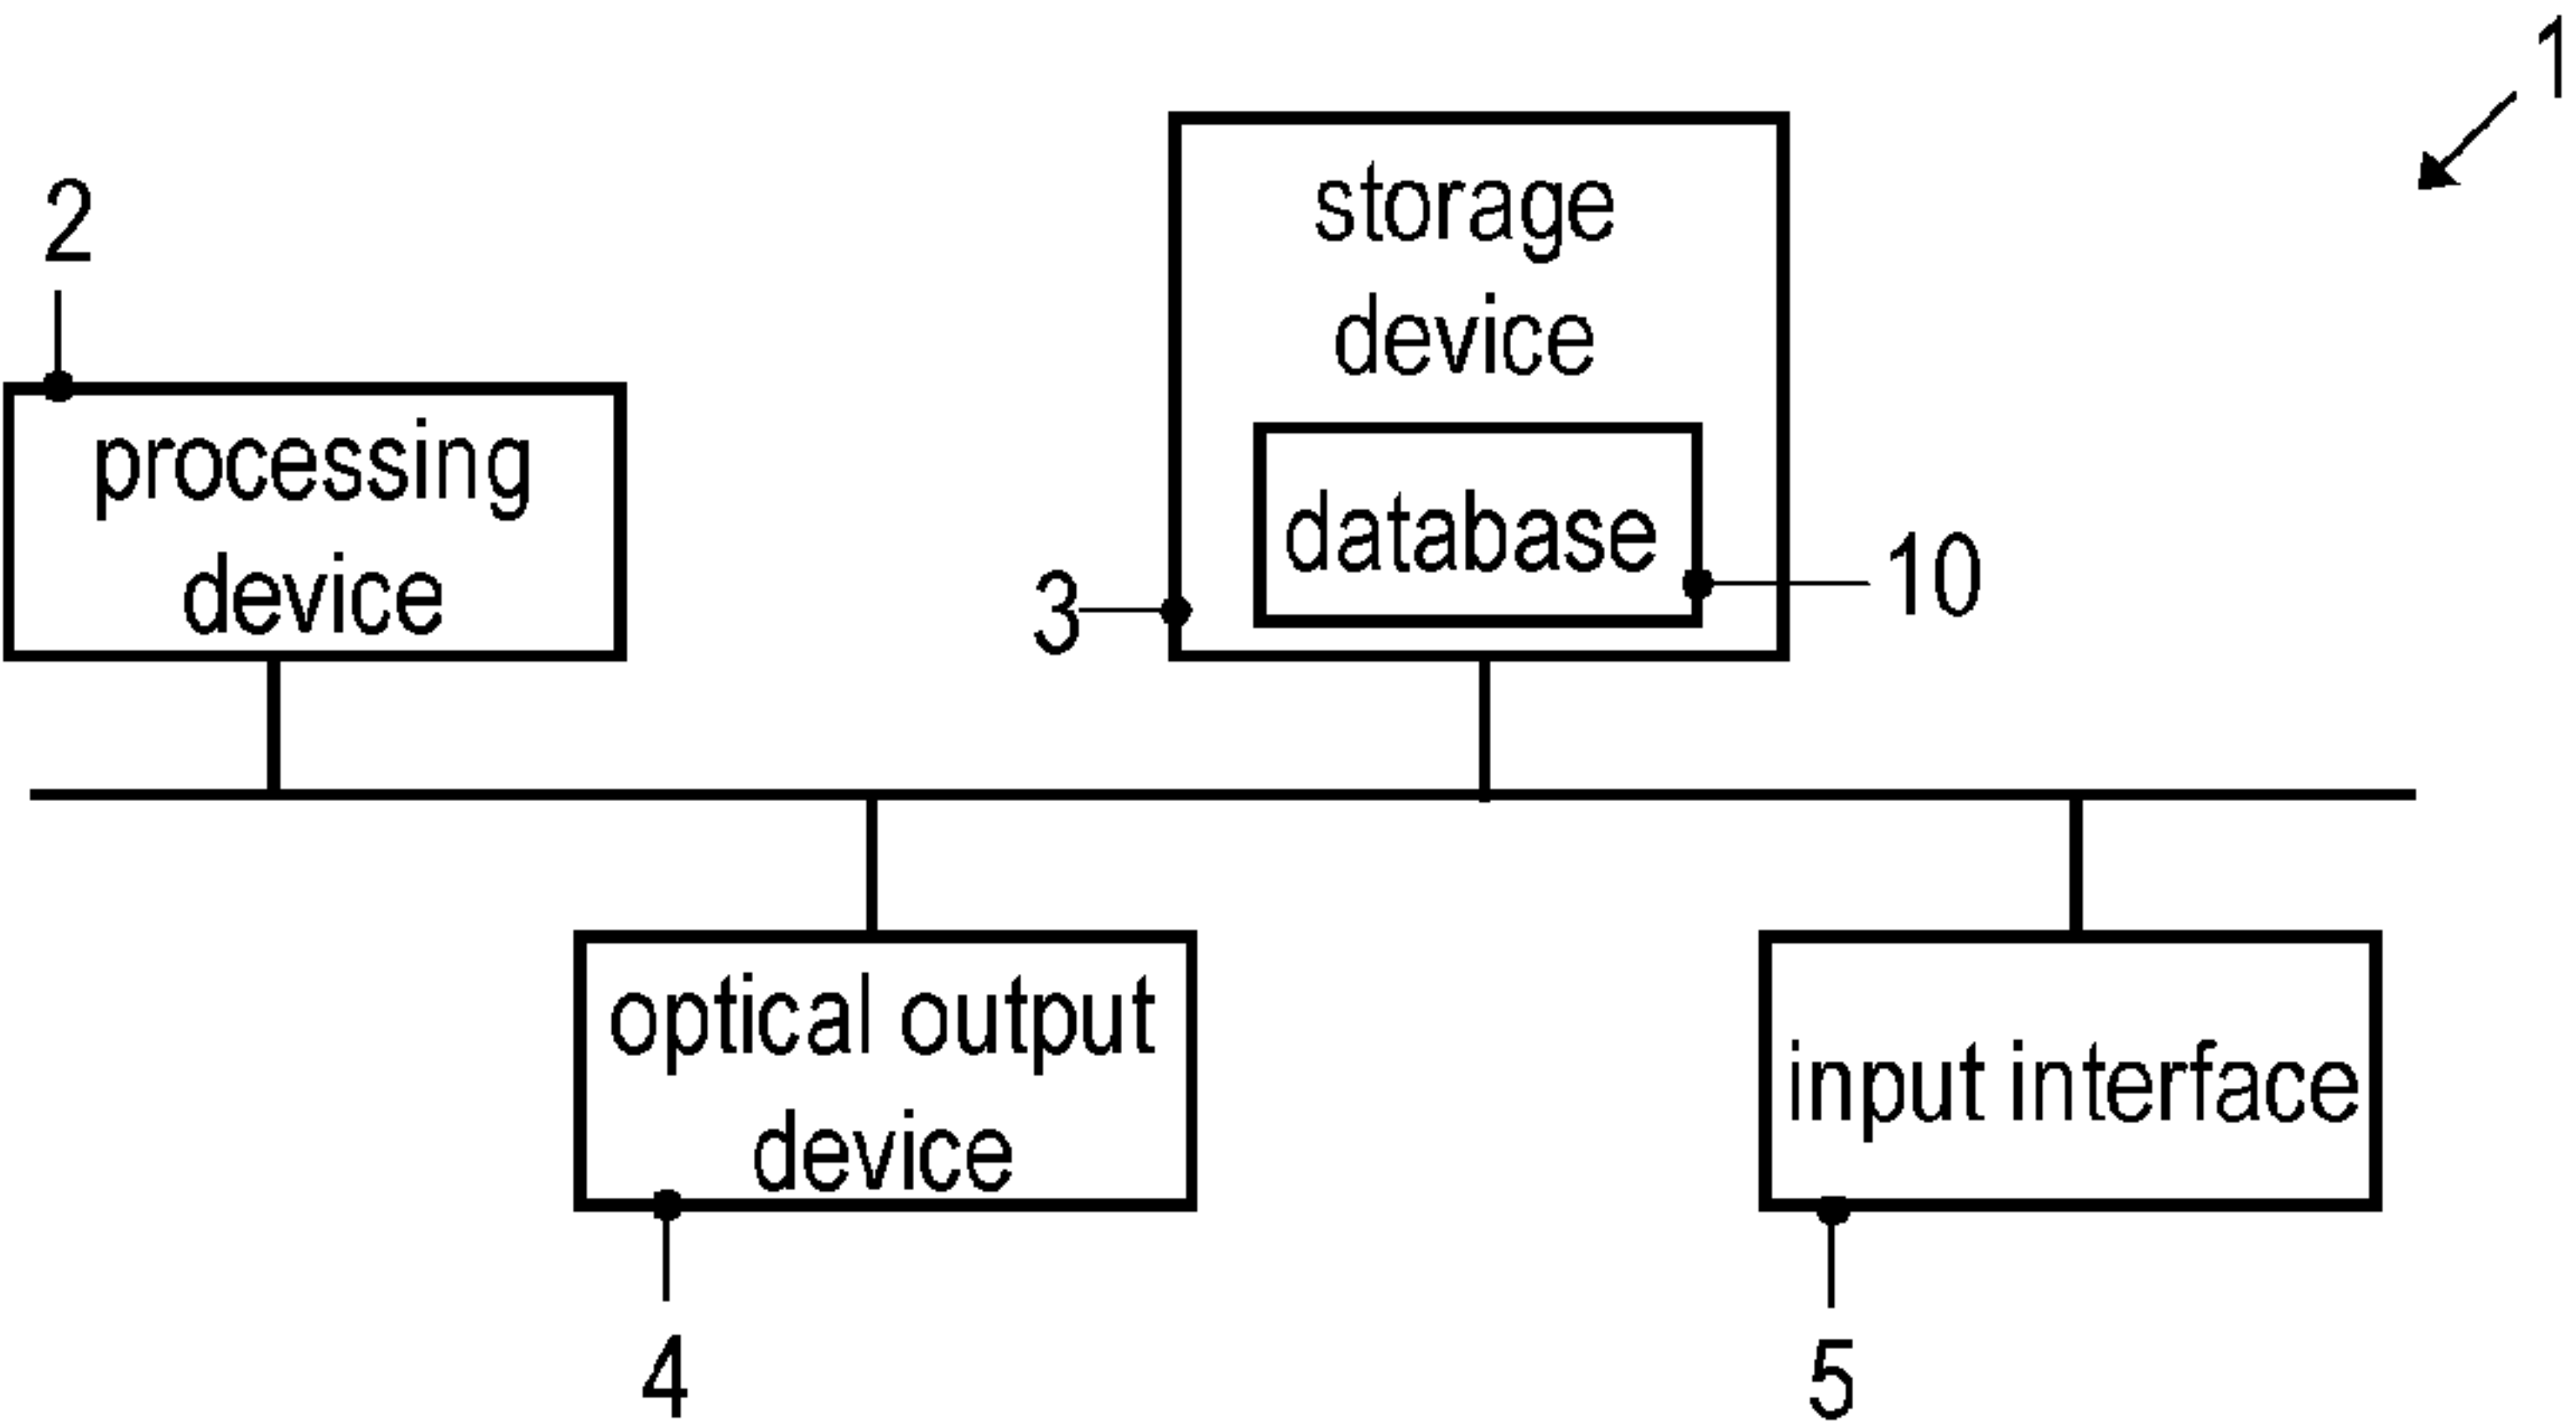 1
2
storage
device
processing
device
database
3
10
optical output
device
input interface
4
5